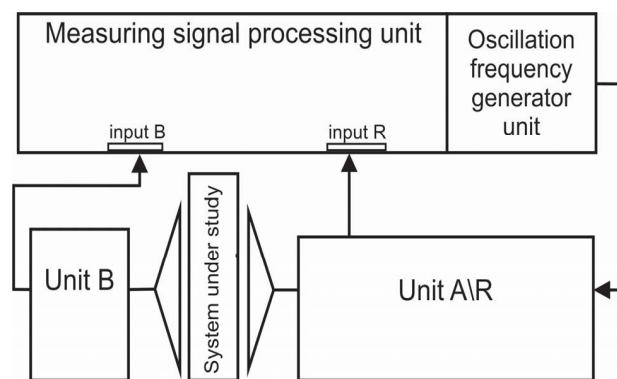 Measuring signal processing unit
Oscillation
frequency
generator
unit
input B
input R
Unit B
System under study
Unit A\R